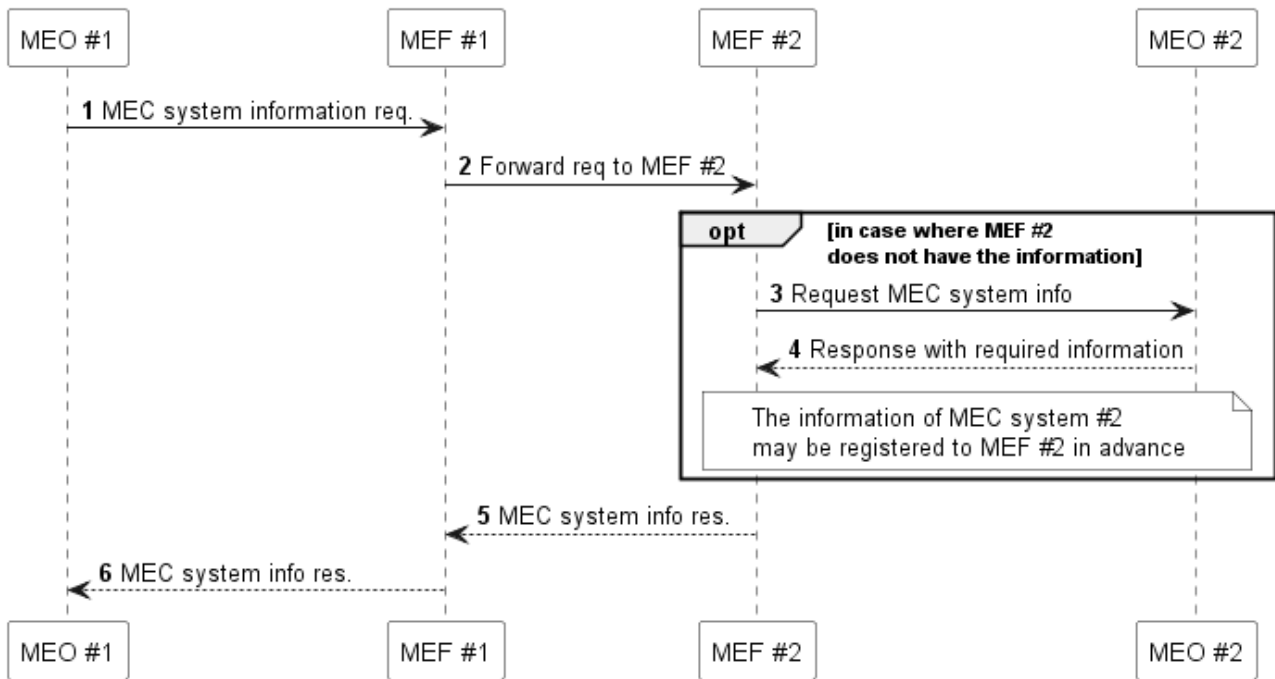 MEO #1
MEF #1
MEF #2
MEO #2
1 MEC system information req.
2 Forward req to MEF #2
opt
[in case where MEF #2
does not have the information]
3 Request MEC system info
4 Response with required information
The information of MEC system #2
may be registered to MEF #2 in advance
5 MEC system info res.
6 MEC system info res.
MEO #1
MEF #1
MEF #2
MEO #2